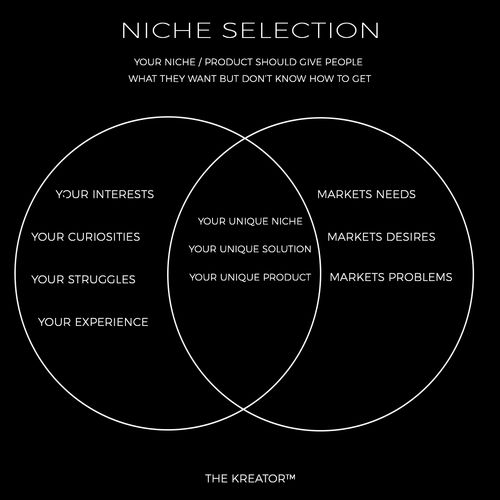 NICHE SELECTION
YOUR NICHE / PRODUCT SHOULD GIVE PEOPLE
WHAT THEY WANT BUT DON'T KNOW HOW TO GET
YOUR INTERESTS
YOUR CURIOSITIES
YOUR STRUGGLES
YOUR EXPERIENCE
YOUR UNIQUE NICHE
YOUR UNIQUE SOLUTION
YOUR UNIQUE PRODUCT
MARKETS NEEDS
MARKETS DESIRES
MARKETS PROBLEMS
THE KREATOR™